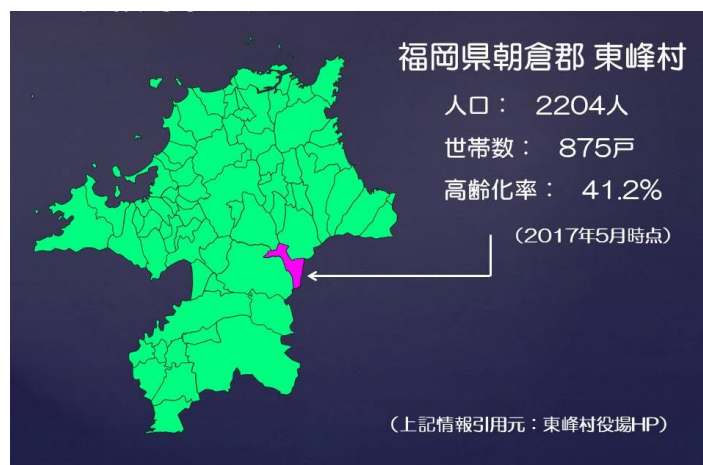 福岡県朝倉郡 東峰村
人口： 2204人
世帯数： 875戸
高齢化率： 41.2%
（2017年5月時点）
（上記情報引用元：東峰村役場HP）